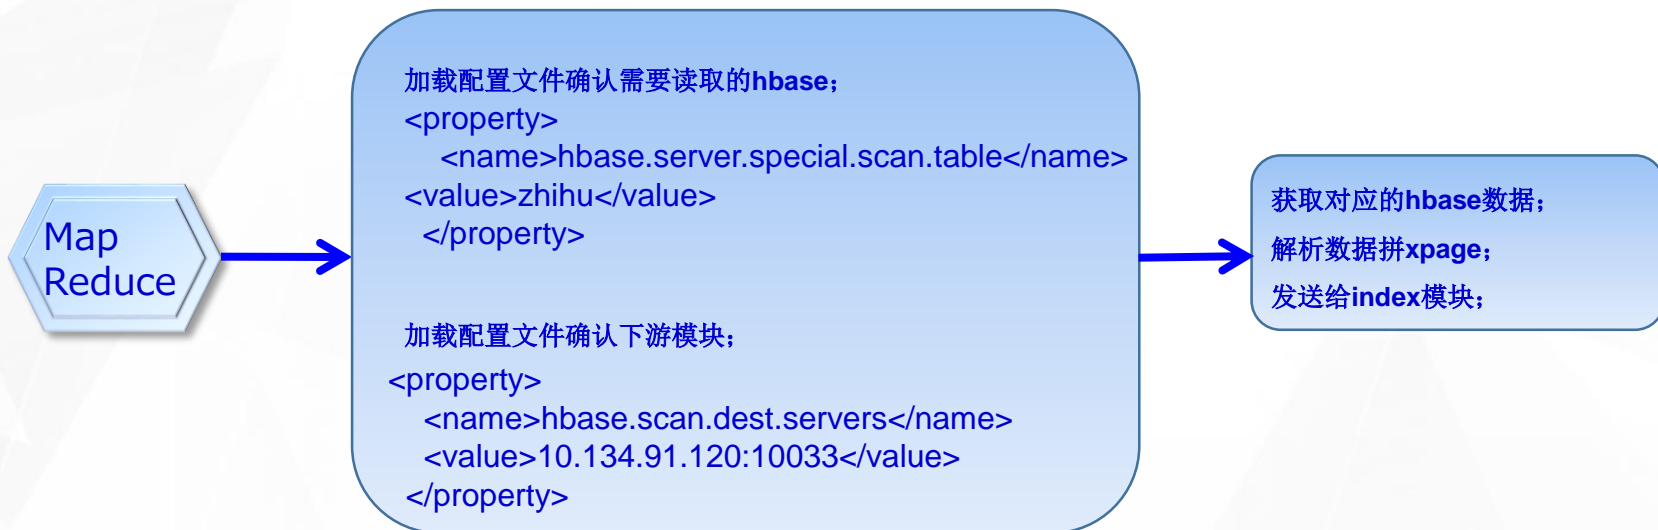 Map
Reduce
加载配置文件确认需要读取的hbase；
<property>
<name>hbase.server.special.scan.table</name>
<value>zhihu</value>
</property>
加载配置文件确认下游模块；
<property>
<name>hbase.scan.dest.servers</name>
<value>10.134.91.120:10033</value>
</property>
获取对应的hbase数据；
解析数据拼xpage；
发送给index模块；